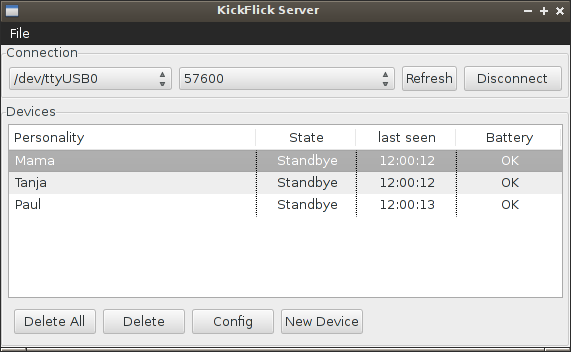 KickFlick Server
File
Connection
/dev/ttyUSB0 57600 Refresh Disconnect
Devices
Personality State last seen Battery
Mama Standbye 12:00:12 OK
Tanja Standbye 12:00:12 OK
Paul Standbye 12:00:13 OK
Delete All Delete Config New Device